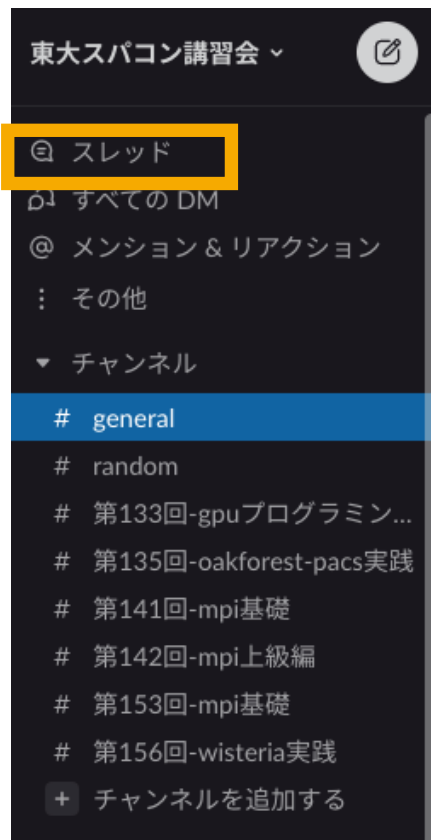 東大スパコン講習会
スレッド
すべての DM
@ メンション & リアクション
その他
チャンネル
# general
# random
# 第133回-gpuプログラミン...
# 第135回-oakforest-pacs実践
# 第141回-mpi基礎
# 第142回-mpi上級編
# 第153回-mpi基礎
# 第156回-wisteria実践
+ チャンネルを追加する